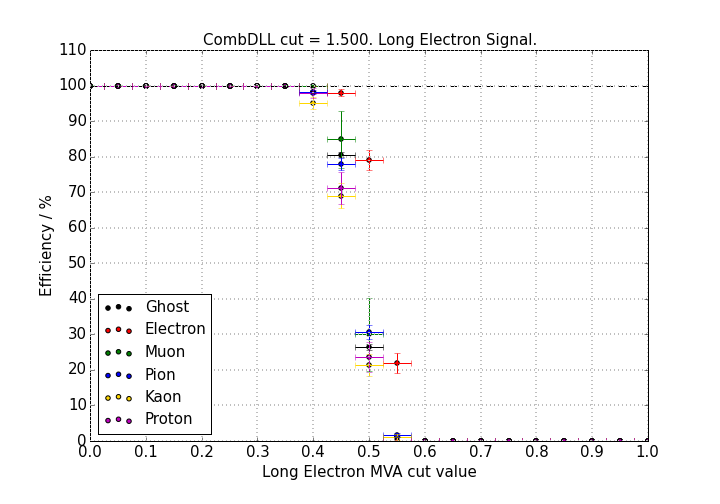 CombDLL cut = 1.500. Long Electron Signal.
110
100
90
80
70
60
50
40
30
20
10
0
Efficiency / %
Ghost
Electron
Muon
Pion
Kaon
Proton
0.0 0.1 0.2 0.3 0.4 0.5 0.6 0.7 0.8 0.9 1.0
Long Electron MVA cut value